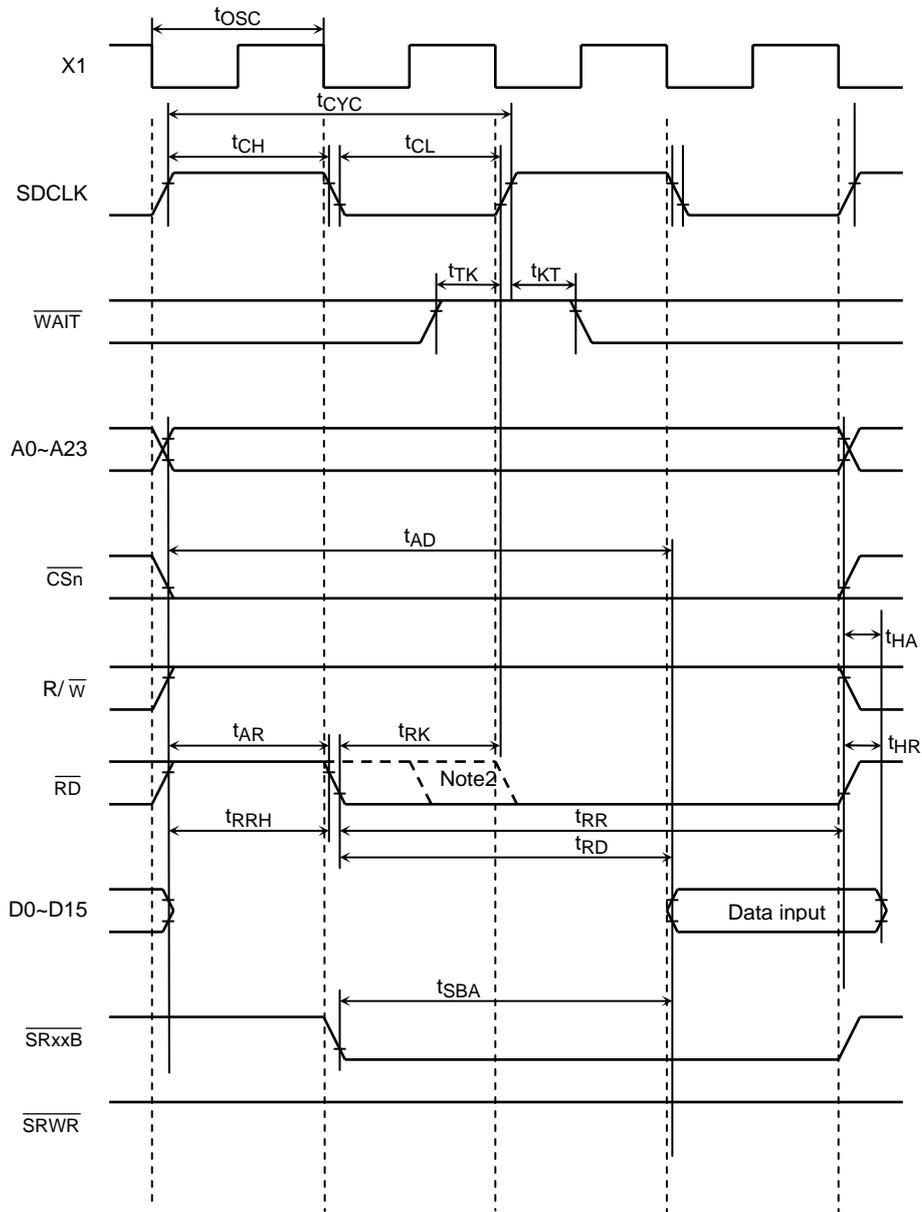 tOSC
X1
tCYC
tCH
tCL
SDCLK
tTK
tKT
WAIT
A0~A23
tAD
CSn
tHA
R/ W
tAR
tRK
tHR
RD
Note2
tRRH
tRR
tRD
D0~D15
Data input
tSBA
SRxxB
SRWR